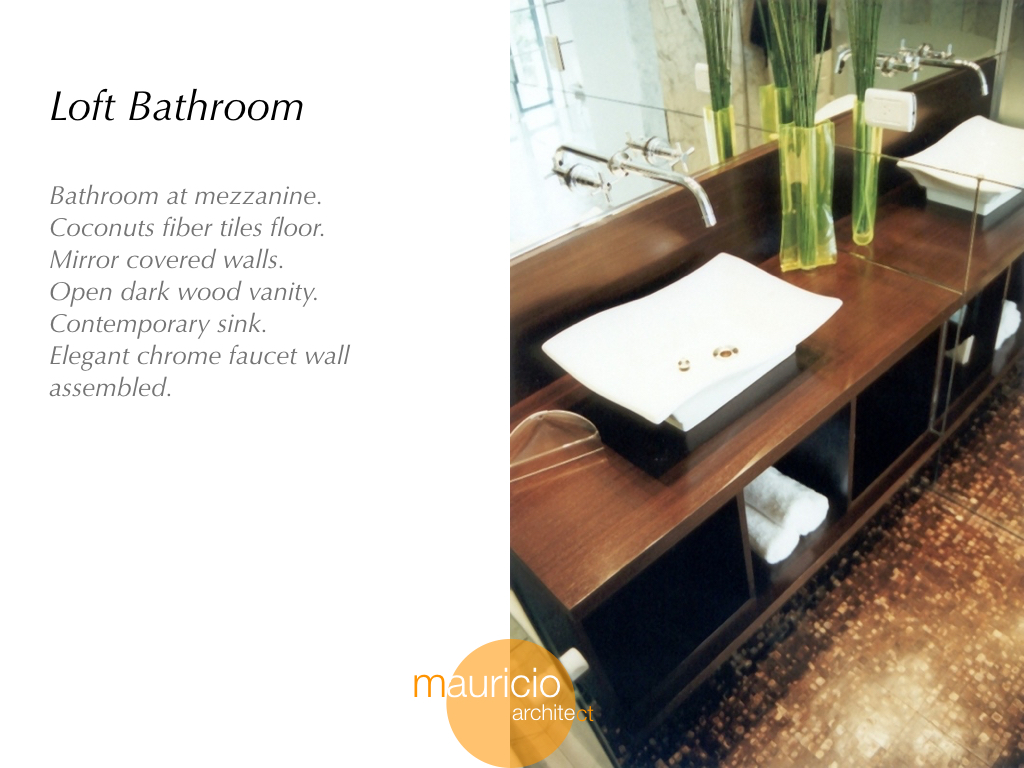 Loft Bathroom
Bathroom at mezzanine.
Coconuts fiber tiles floor.
Mirror covered walls.
Open dark wood vanity.
Contemporary sink.
Elegant chrome faucet wall
assembled.
mauricio
architect